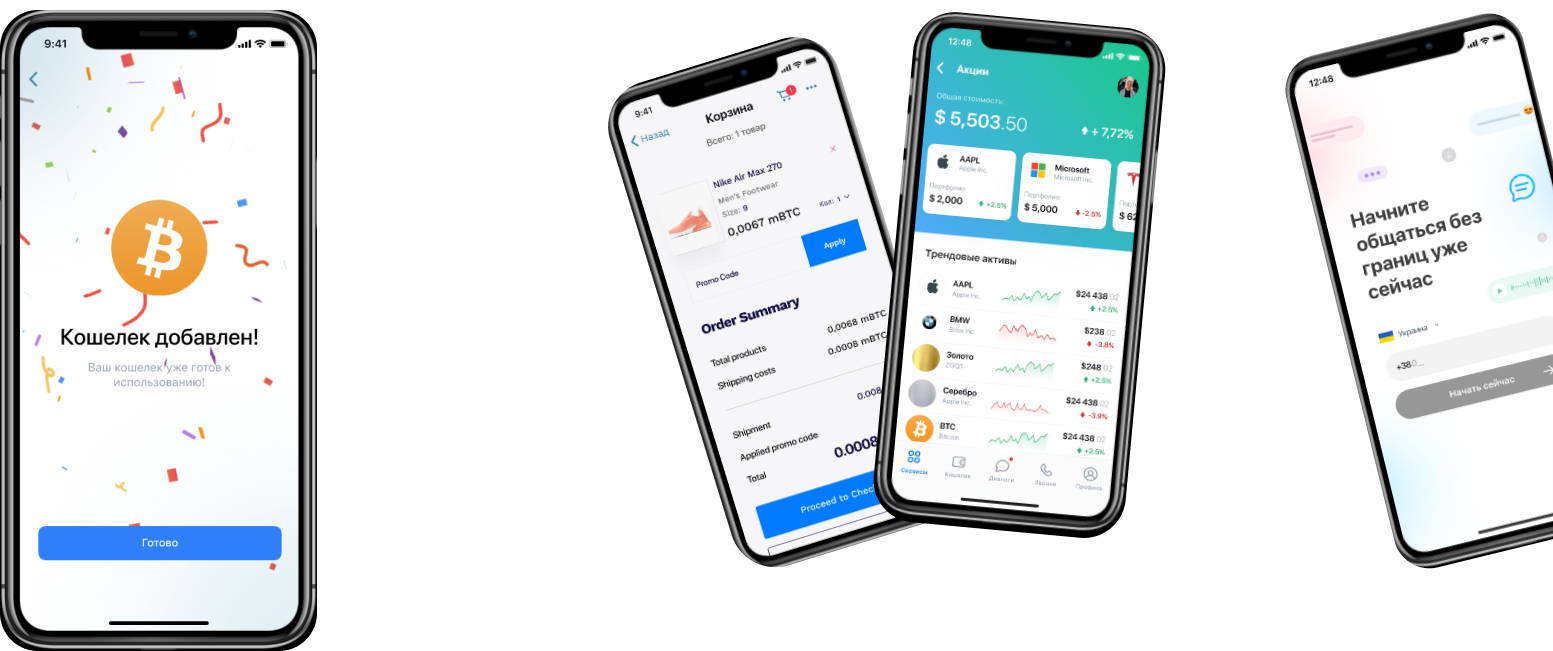 9:41
Кошелек добавлен!
Ваш кошелек уже готов к
использованию!
Готово
9:41
Назад
Корзина
1
Всего: 1 товар
Nike Air Max 270
Men's Footwear
Size: 9
0,0067 mBTC
Кол: 1
Promo Code
Apply
Order Summary
Total products
0,0068 mBTC
Shipping costs
0.0008 mBTC
0.008
Shipment
Applied promo code
Total
0.0008
Proceed to Chec
12:48
Акции
Общая стоимость:
$ 5,503.50
+ 7,72%
AAPL
Apple Inc.
Портфолио:
$ 2,000
+2.5%
Microsoft
Microsoft Inc.
Портфолио:
$ 5,000
-2.5%
Порт
$ 62
Трендовые активы
AAPL
Apple Inc.
$24 438.02
+2.5%
BMW
Bmw Inc.
$238.02
-3.8%
Золото
ZGQ1
$248.02
+2.5%
Серебро
Apple Inc.
$24 438.02
-3.9%
BTC
Bitcoin
$24 438.02
+2.5%
Сервисы
Кошелек
Диалоги
Звонки
Профиль
12:48
Начните
общаться без
границ уже
сейчас
Украина
+380_
Начать сейчас